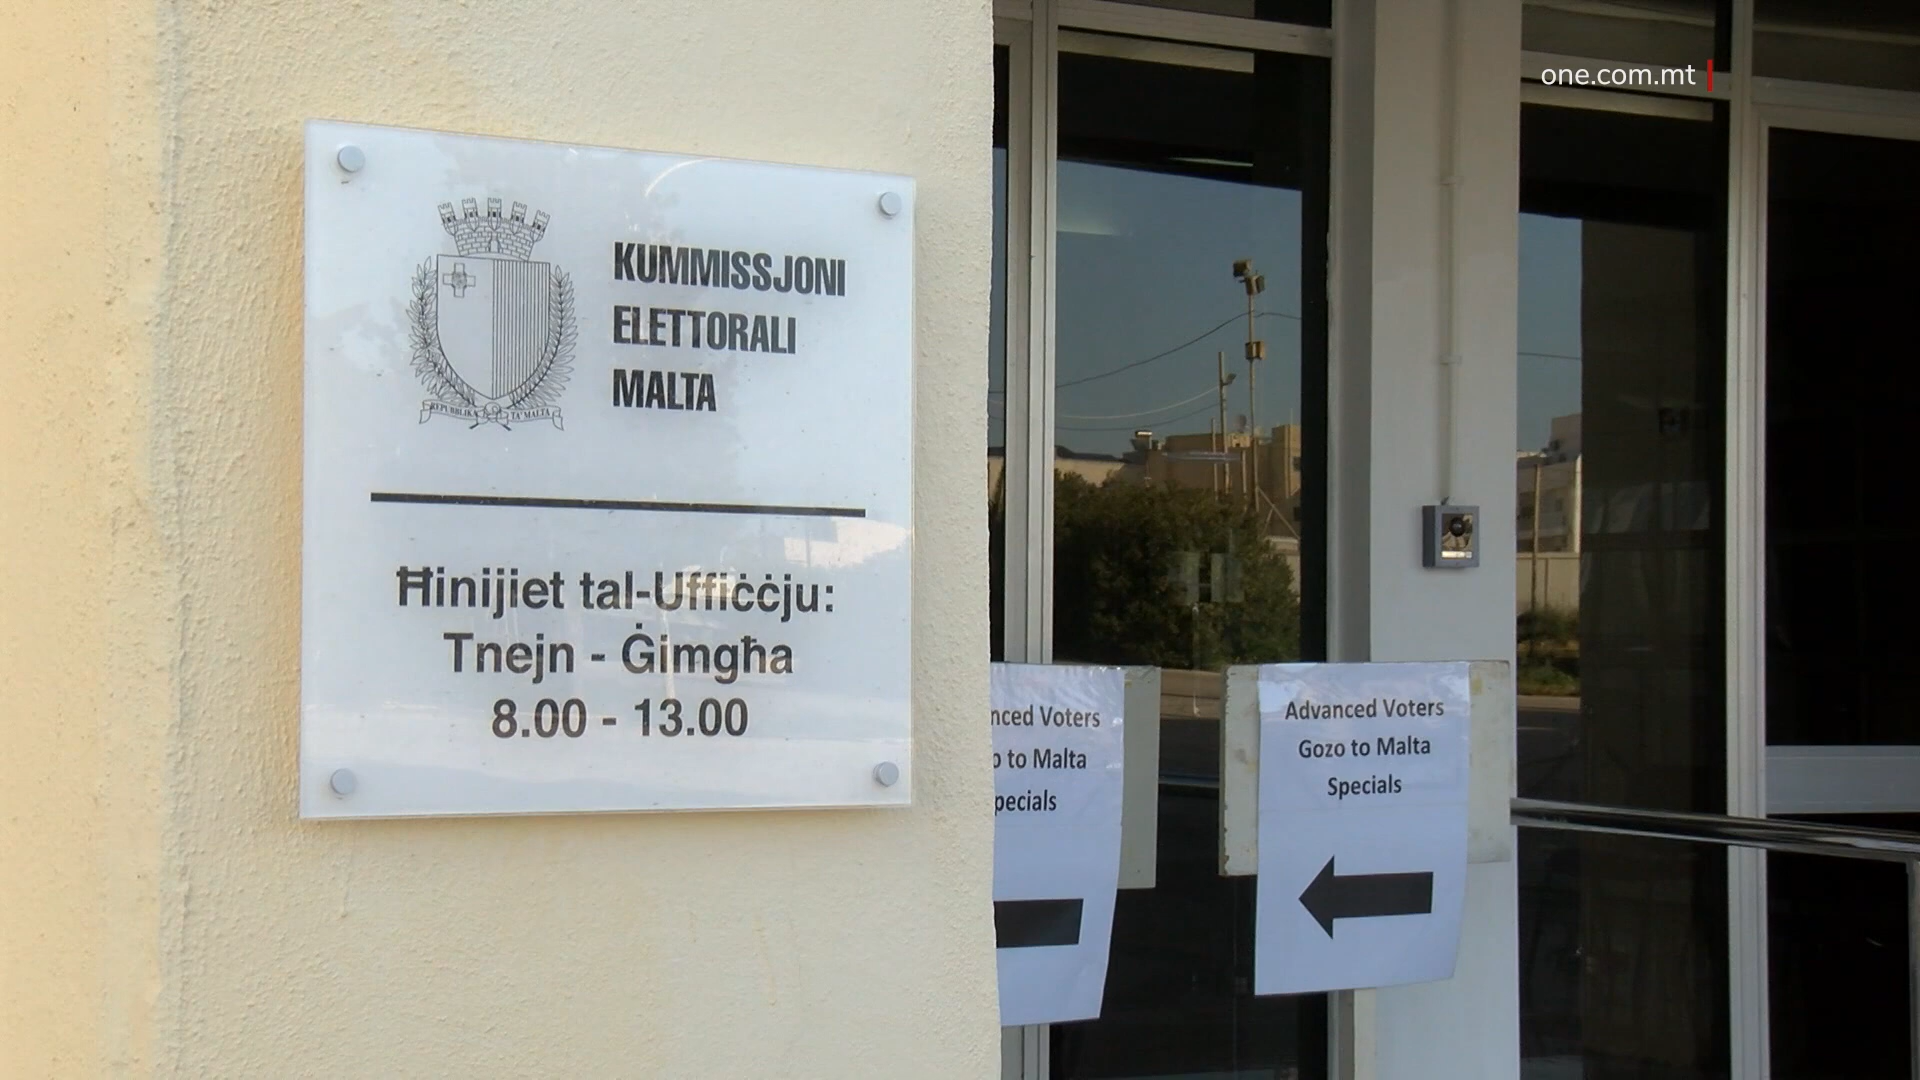 one.com.mt
KUMMISSJONI
ELETTORALI
MALTA
REPUBBLIKA TA' MALTA
Ħinijiet tal-Uffiċċju:
Tnejn - Ġimgħa
8.00 - 13.00
Voters
to Malta
Advanced Voters
Gozo to Malta
Specials